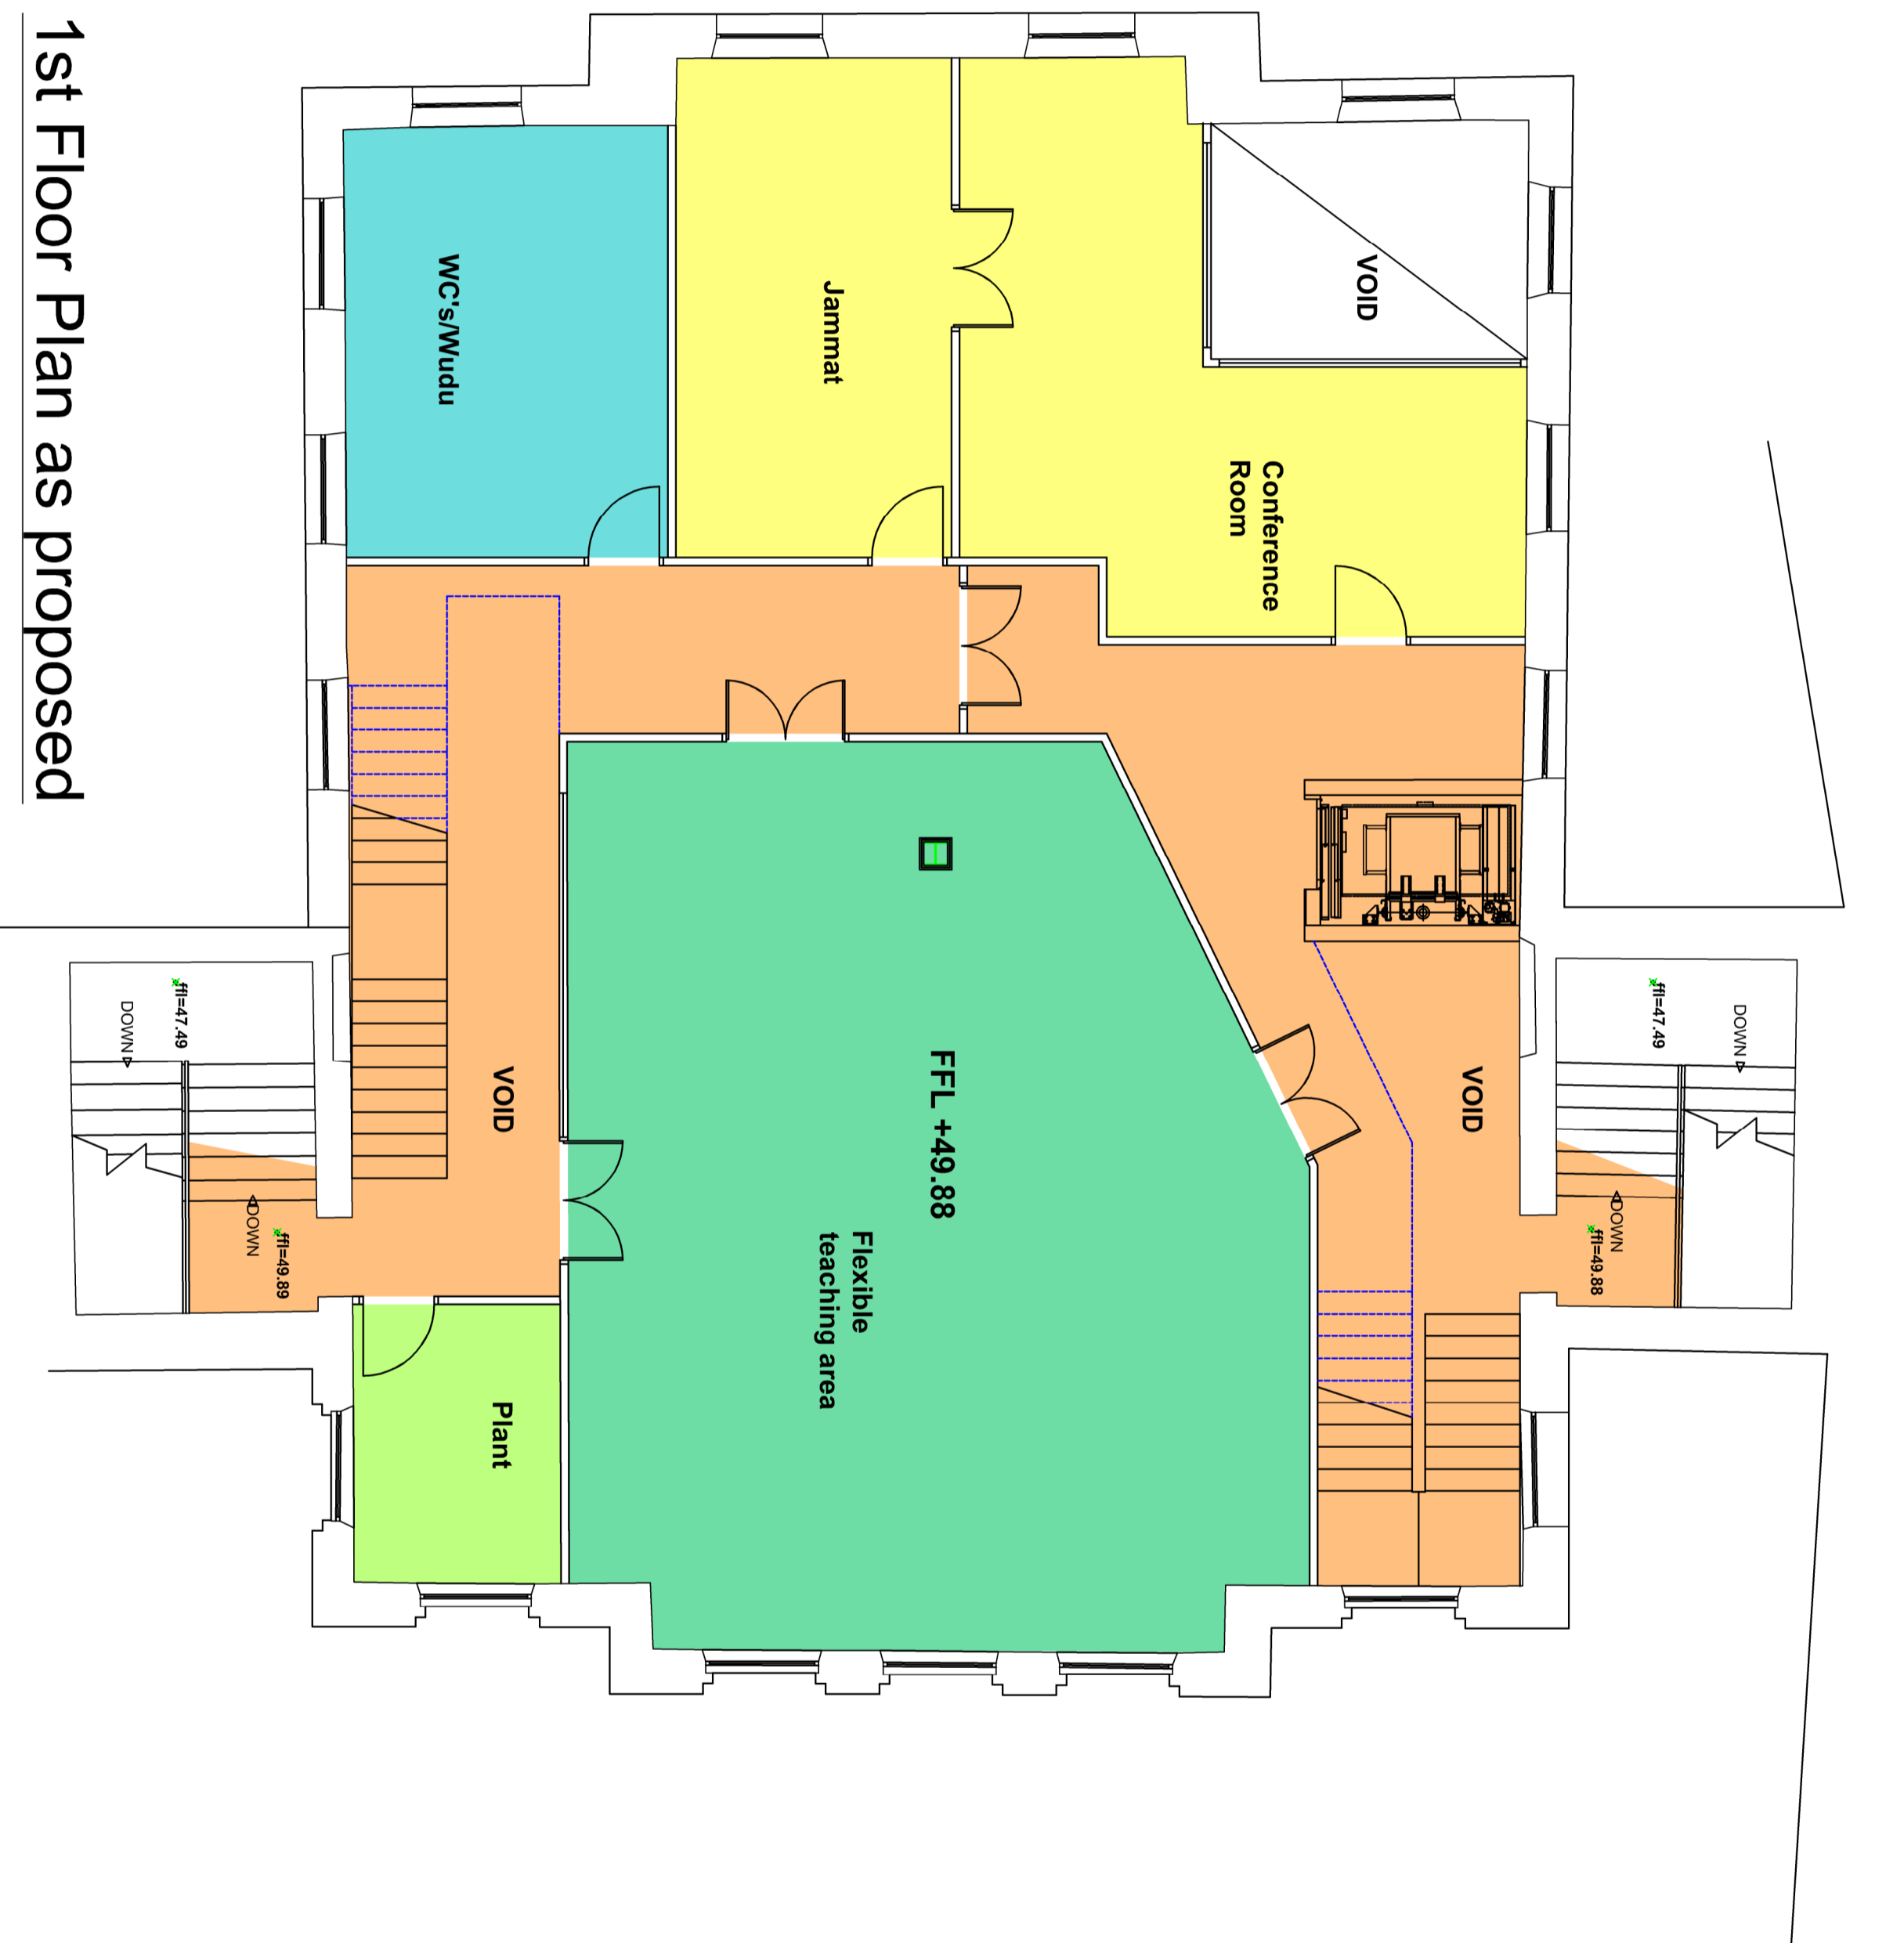 1st Floor Plan as proposed
VOID
Conference
Room
Jammat
WC's/Wudu
VOID
VOID
FFL +49.88
Flexible
teaching area
Plant
DOWN
ffl=47.49
DOWN
ffl=49.88
ffl=47.49
DOWN
ffl=49.89
DOWN